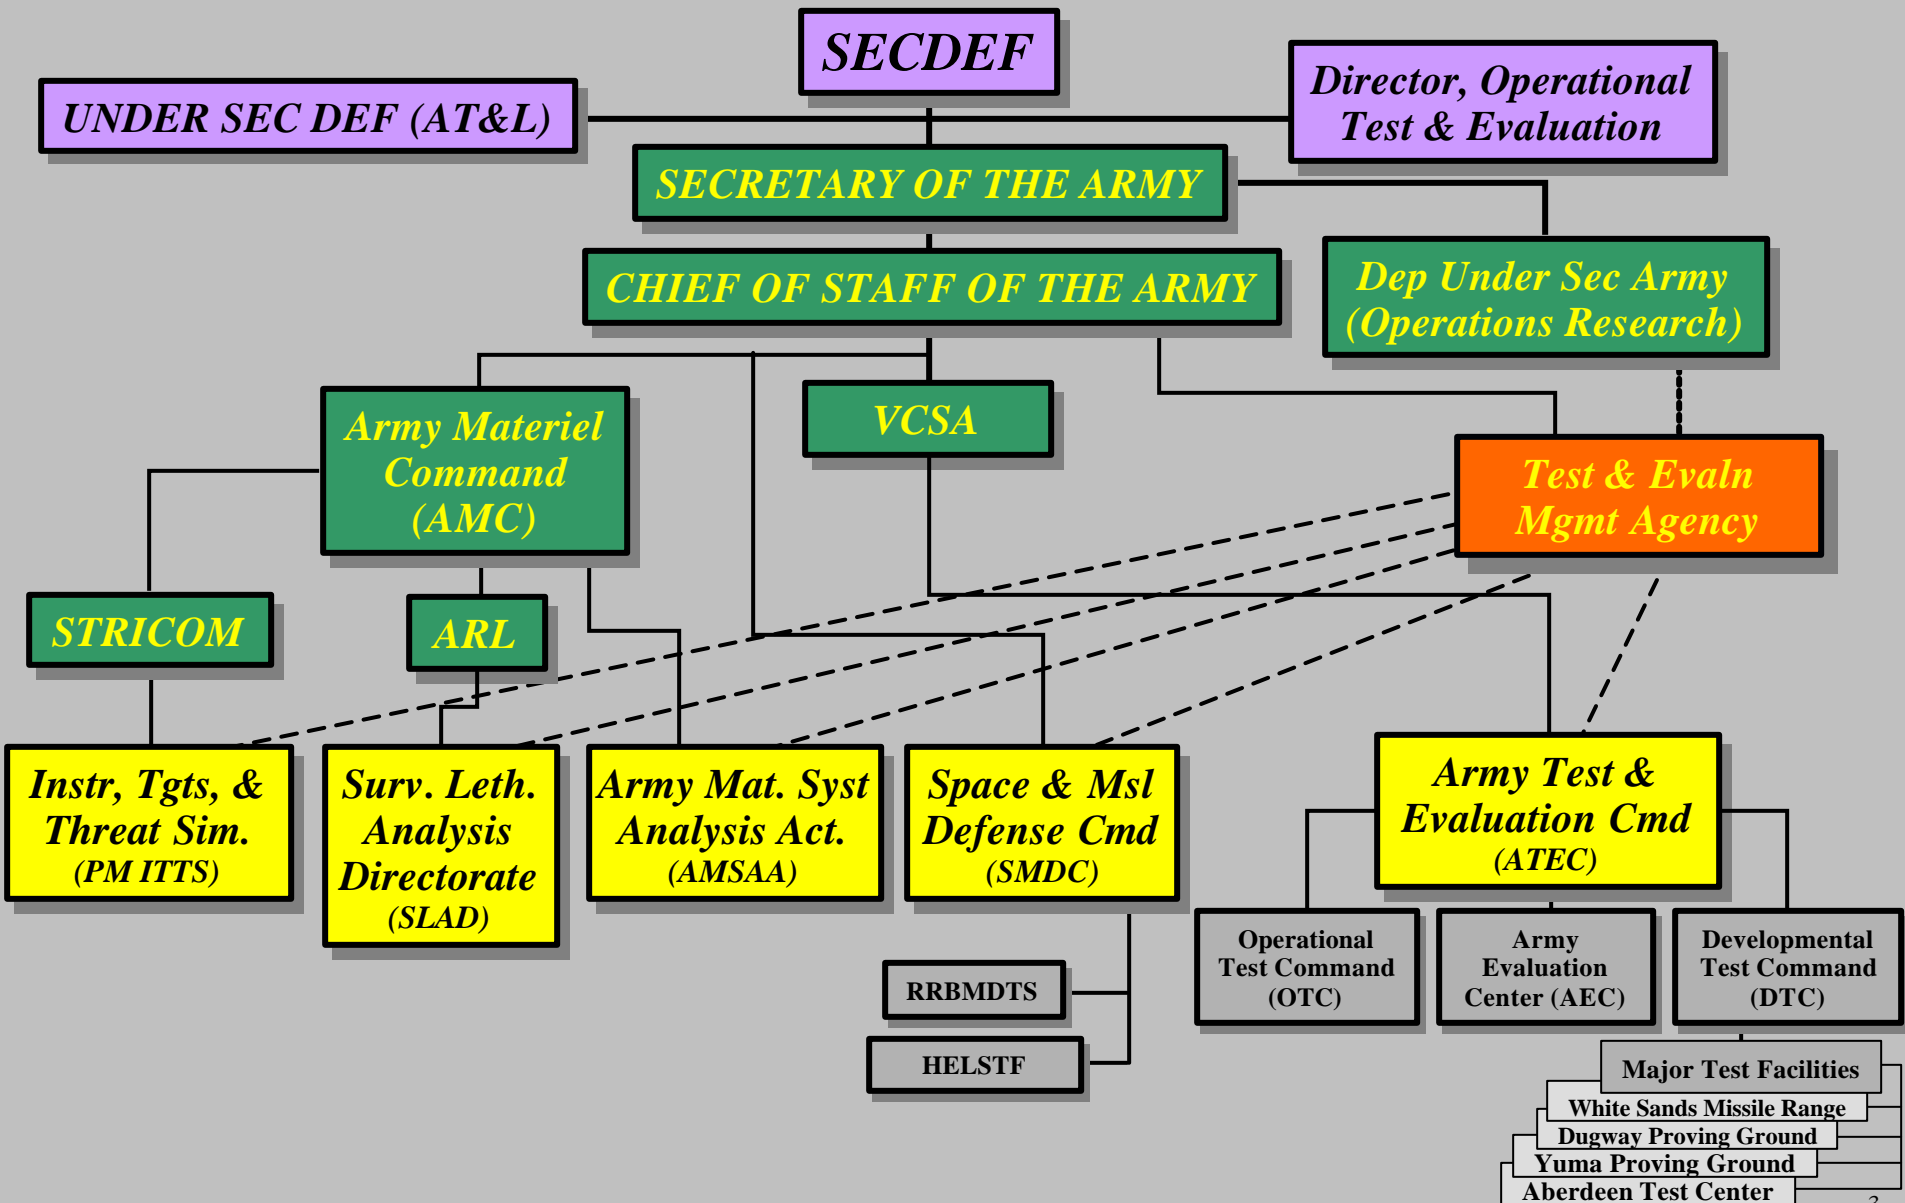 SECDEF
UNDER SEC DEF (AT&L)
Director, Operational
Test & Evaluation
SECRETARY OF THE ARMY
CHIEF OF STAFF OF THE ARMY
Dep Under Sec Army
(Operations Research)
Army Materiel
Command
(AMC)
VCSA
Test & Evaln
Mgmt Agency
STRICOM
ARL
Instr, Tgts, &
Threat Sim.
(PM ITTS)
Surv. Leth.
Analysis
Directorate
(SLAD)
Army Mat. Syst
Analysis Act.
(AMSAA)
Space & Msl
Defense Cmd
(SMDC)
Army Test &
Evaluation Cmd
(ATEC)
RRBMDTS
HELSTF
Operational
Test Command
(OTC)
Army
Evaluation
Center (AEC)
Developmental
Test Command
(DTC)
Major Test Facilities
White Sands Missile Range
Dugway Proving Ground
Yuma Proving Ground
Aberdeen Test Center